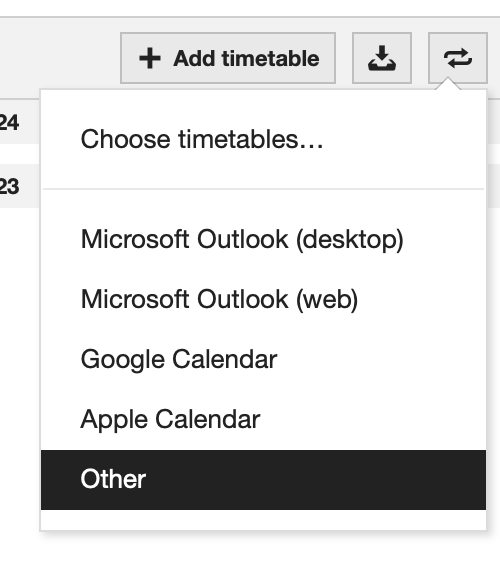 Add timetable
24
Choose timetables…
23
Microsoft Outlook (desktop)
Microsoft Outlook (web)
Google Calendar
Apple Calendar
Other